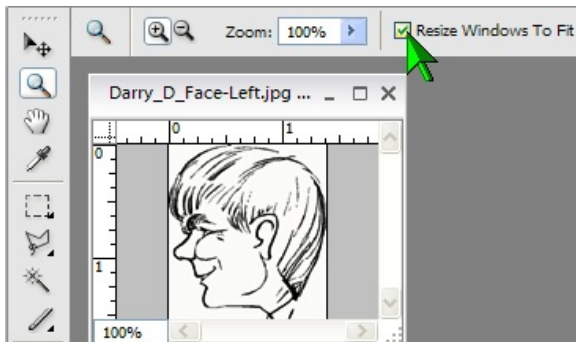 Zoom: 100% Resize Windows To Fit
Darry_D_Face-Left.jpg ...
0 1
0
1
100%